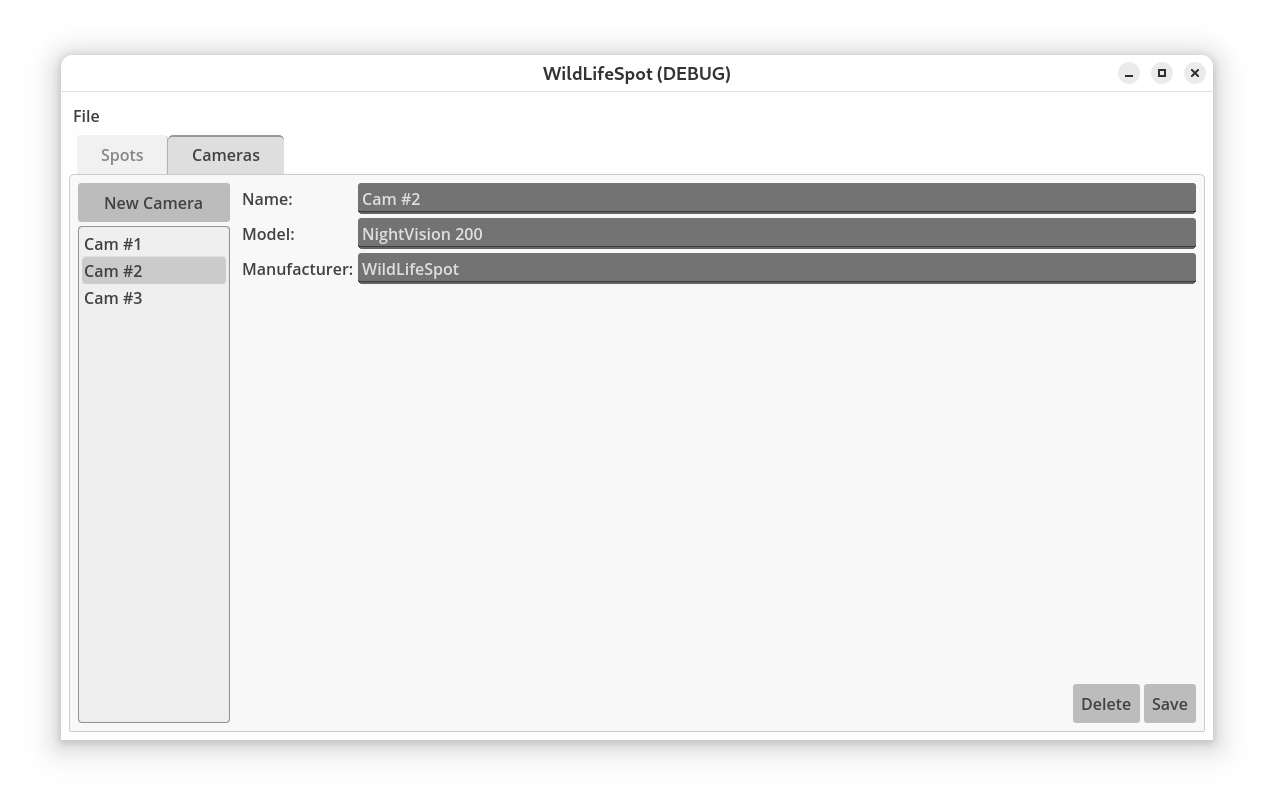 WildLifeSpot (DEBUG)
File
Spots Cameras
New Camera
Cam #1
Cam #2
Cam #3
Name: Cam #2
Model: NightVision 200
Manufacturer: WildLifeSpot
Delete Save